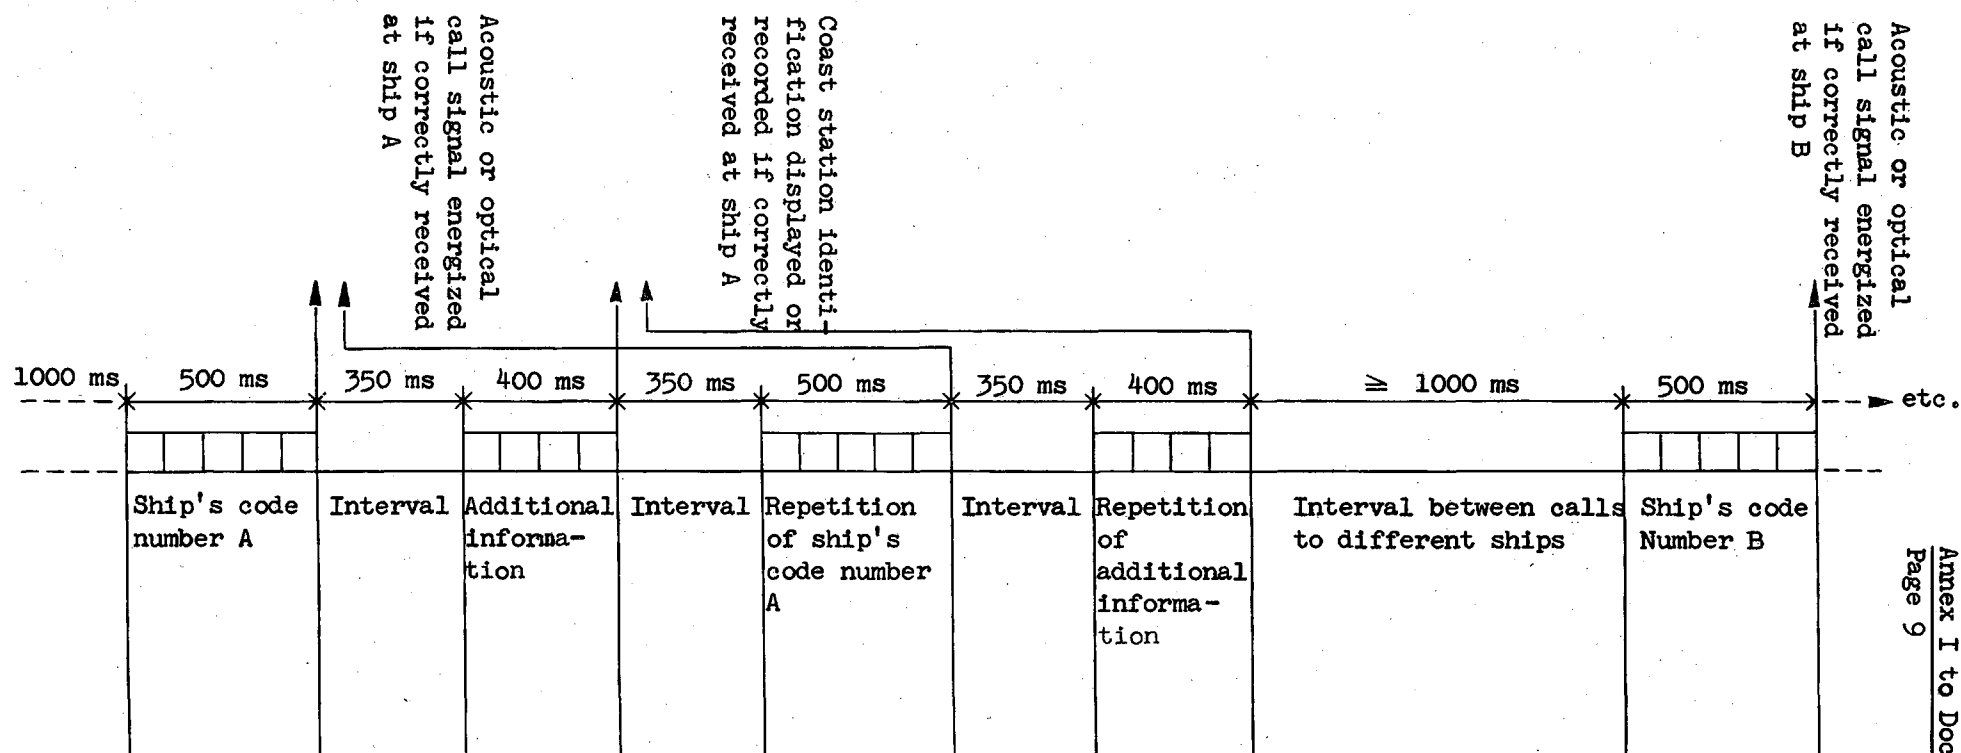 Acoustic or optical
call signal energized
if correctly received
at ship A
Coast station identi-
fication displayed or
recorded if correctly
received at ship A
Acoustic or optical
call signal energized
if correctly received
at ship B
1000 ms
500 ms
350 ms
400 ms
350 ms
500 ms
350 ms
400 ms
≧ 1000 ms
500 ms
etc.
Ship's code
number A
Interval
Additional
informa-
tion
Interval
Repetition
of ship's
code number
A
Interval
Repetition
of
additional
informa-
tion
Interval between calls
to different ships
Ship's code
Number B
Annex I to Doc
Page 9